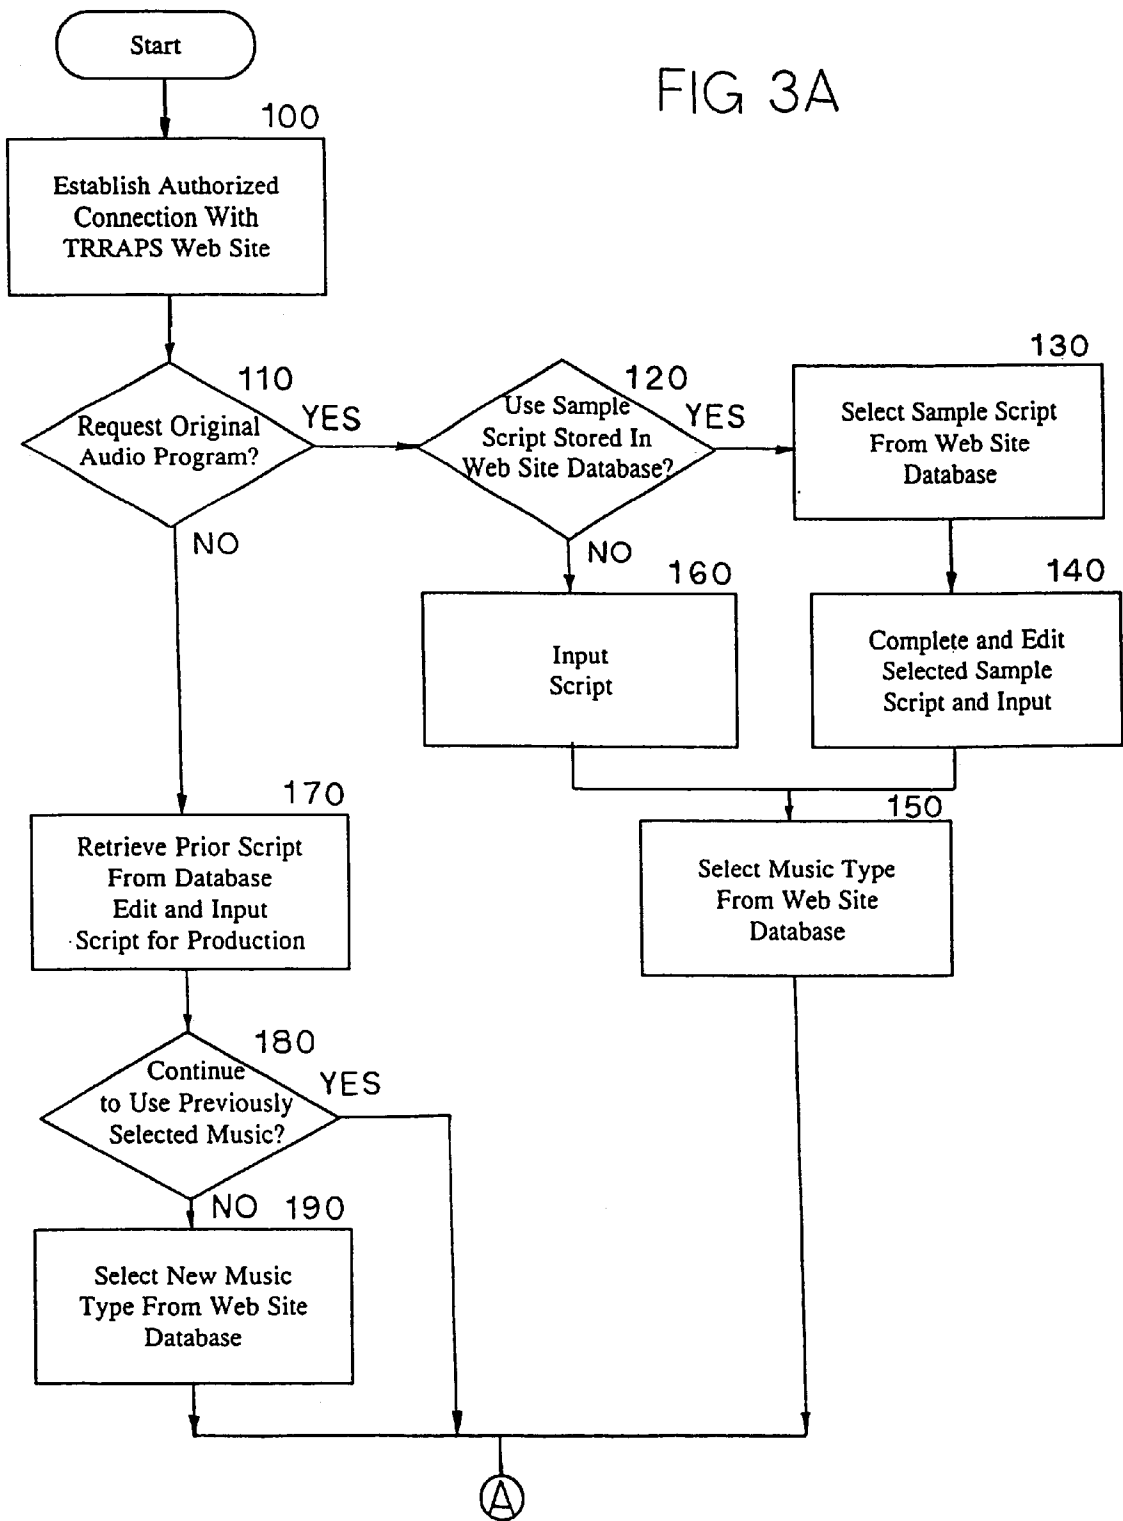 Start
FIG 3A
100
Establish Authorized
Connection With
TRRAPS Web Site
110
Request Original
Audio Program?
YES
NO
120
Use Sample
Script Stored In
Web Site Database?
YES
NO
130
Select Sample Script
From Web Site
Database
140
Complete and Edit
Selected Sample
Script and Input
160
Input
Script
150
Select Music Type
From Web Site
Database
170
Retrieve Prior Script
From Database
Edit and Input
Script for Production
180
Continue
to Use Previously
Selected Music?
YES
NO
190
Select New Music
Type From Web Site
Database
A